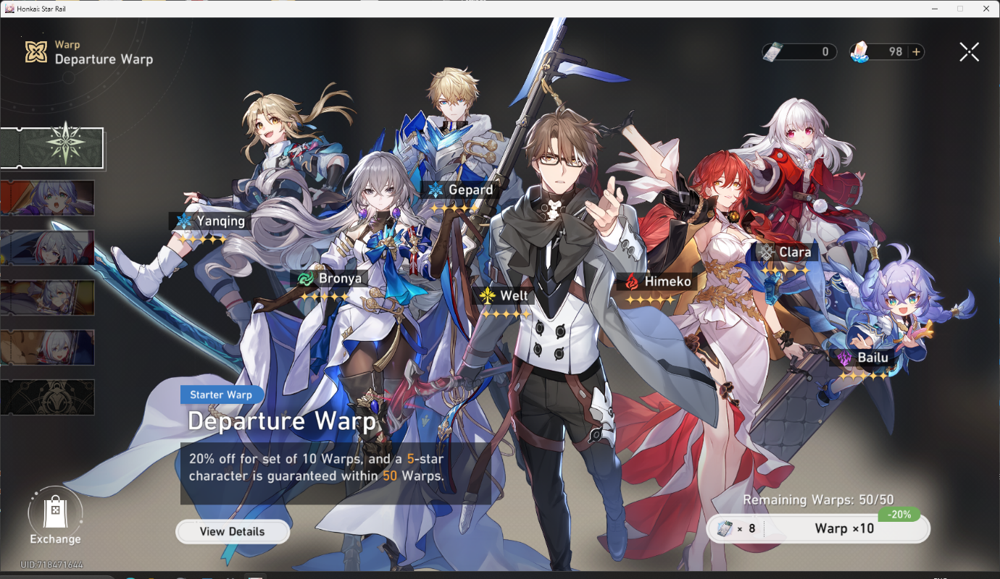 Honkai: Star Rail
Warp
Departure Warp
0
98
Yanqing
Gepard
Bronya
Welt
Himeko
Clara
Bailu
Starter Warp
Departure Warp
20% off for set of 10 Warps, and a 5-star
character is guaranteed within 50 Warps.
View Details
Exchange
UID:718471644
Remaining Warps: 50/50
-20%
× 8
Warp ×10